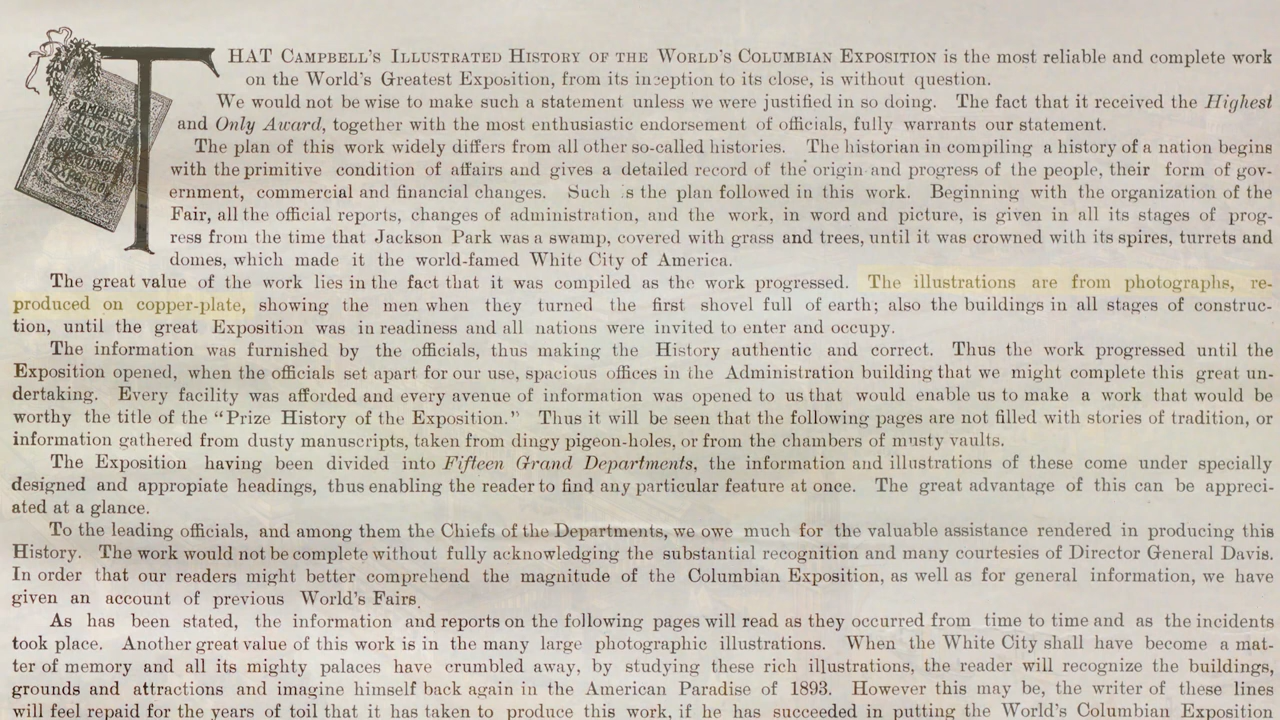 CAMPBELL'S ILLUSTRATED HISTORY WORLD'S COLUMBIAN EXPOSITION
THAT CAMPBELL'S ILLUSTRATED HISTORY OF THE WORLD'S COLUMBIAN EXPOSITION is the most reliable and complete work
on the World's Greatest Exposition, from its inception to its close, is without question.
We would not be wise to make such a statement unless we were justified in so doing. The fact that it received the Highest
and Only Award, together with the most enthusiastic endorsement of officials, fully warrants our statement.
The plan of this work widely differs from all other so-called histories. The historian in compiling a history of a nation begins
with the primitive condition of affairs and gives a detailed record of the origin and progress of the people, their form of gov-
ernment, commercial and financial changes. Such is the plan followed in this work. Beginning with the organization of the
Fair, all the official reports, changes of administration, and the work, in word and picture, is given in all its stages of prog-
ress from the time that Jackson Park was a swamp, covered with grass and trees, until it was crowned with its spires, turrets and
domes, which made it the world-famed White City of America.
The great value of the work lies in the fact that it was compiled as the work progressed. The illustrations are from photographs, re-
produced on copper-plate, showing the men when they turned the first shovel full of earth; also the buildings in all stages of construc-
tion, until the great Exposition was in readiness and all nations were invited to enter and occupy.
The information was furnished by the officials, thus making the History authentic and correct. Thus the work progressed until the
Exposition opened, when the officials set apart for our use, spacious offices in the Administration building that we might complete this great un-
dertaking. Every facility was afforded and every avenue of information was opened to us that would enable us to make a work that would be
worthy the title of the "Prize History of the Exposition." Thus it will be seen that the following pages are not filled with stories of tradition, or
information gathered from dusty manuscripts, taken from dingy pigeon-holes, or from the chambers of musty vaults.
The Exposition having been divided into Fifteen Grand Departments, the information and illustrations of these come under specially
designed and appropiate headings, thus enabling the reader to find any particular feature at once. The great advantage of this can be appreci-
ated at a glance.
To the leading officials, and among them the Chiefs of the Departments, we owe much for the valuable assistance rendered in producing this
History. The work would not be complete without fully acknowledging the substantial recognition and many courtesies of Director General Davis.
In order that our readers might better comprehend the magnitude of the Columbian Exposition, as well as for general information, we have
given an account of previous World's Fairs.
As has been stated, the information and reports on the following pages will read as they occurred from time to time and as the incidents
took place. Another great value of this work is in the many large photographic illustrations. When the White City shall have become a mat-
ter of memory and all its mighty palaces have crumbled away, by studying these rich illustrations, the reader will recognize the buildings,
grounds and attractions and imagine himself back again in the American Paradise of 1893. However this may be, the writer of these lines
will feel repaid for the years of toil that it has taken to produce this work, if he has succeeded in putting the World's Columbian Exposition